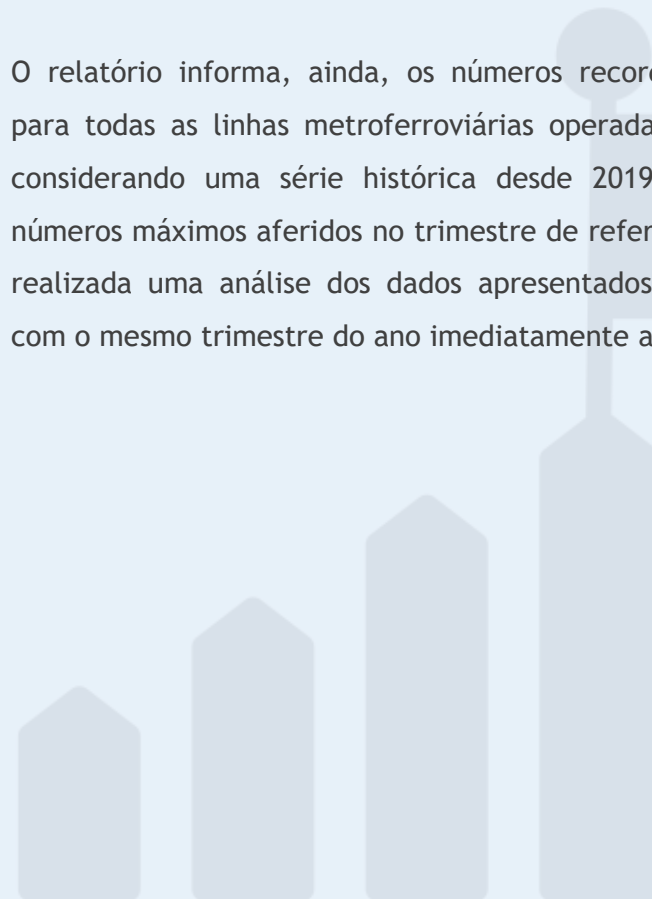 O relatório informa, ainda, os números recor
para todas as linhas metroferroviárias operada
considerando uma série histórica desde 2019
números máximos aferidos no trimestre de refer
realizada uma análise dos dados apresentados
com o mesmo trimestre do ano imediatamente a